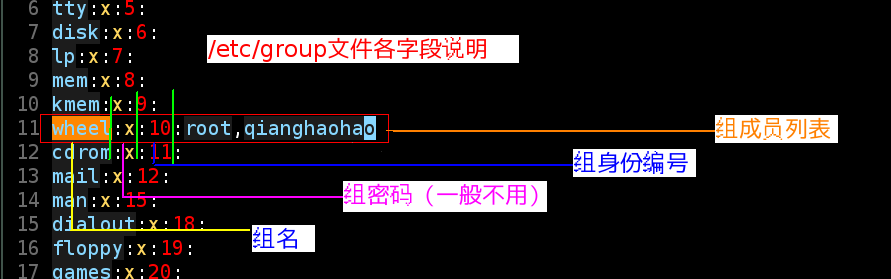 6 tty:x:5:
7 disk:x:6:
/etc/group文件各字段说明
8 lp:x:7:
9 mem:x:8:
10 kmem:x:9:
11 wheel:x:10:root,qianghaohao
组成员列表
12 cdrom:x:11:
组身份编号
13 mail:x:12:
14 man:x:15:
组密码（一般不用）
15 dialout:x:18:
组名
16 floppy:x:19:
17 games:x:20: